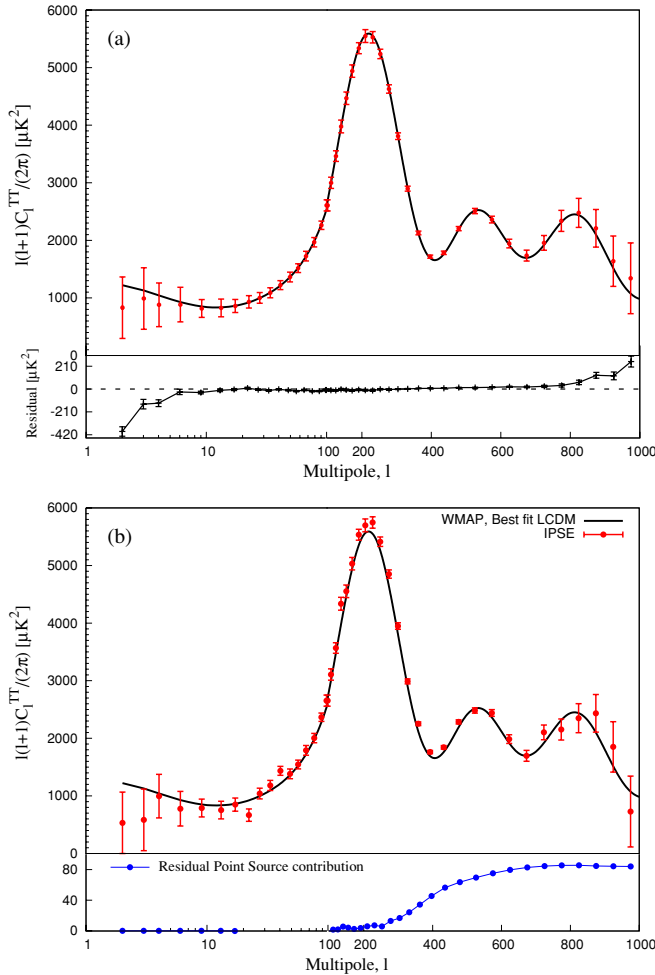 (a)
6000
5000
4000
3000
2000
1000
0
l(l+1)C_l^TT/(2π) [μK²]
210
0
-210
-420
Residual [μK²]
1 10 100 200 400 600 800 1000
Multipole, l
(b)
WMAP, Best fit LCDM
IPSE
6000
5000
4000
3000
2000
1000
0
l(l+1)C_l^TT/(2π) [μK²]
Residual Point Source contribution
80
40
0
1 10 100 200 400 600 800 1000
Multipole, l